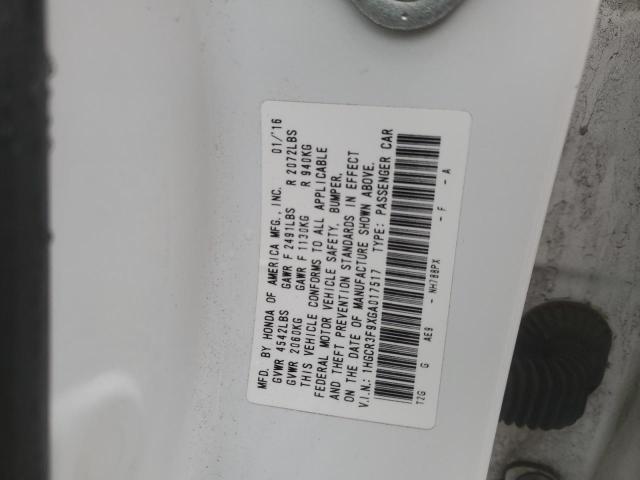 MFD. BY HONDA OF AMERICA MFG., INC. 01/'16
GVWR 4542LBS GAWR F 2491LBS R 2072LBS
GVWR 2060KG GAWR F 1130KG R 940KG
THIS VEHICLE CONFORMS TO ALL APPLICABLE
FEDERAL MOTOR VEHICLE SAFETY, BUMPER,
AND THEFT PREVENTION STANDARDS IN EFFECT
ON THE DATE OF MANUFACTURE SHOWN ABOVE.
V.I.N.: 1HGCR3F9XGA017517 TYPE: PASSENGER CAR
T2G G AE9 - NH788PX - F - A